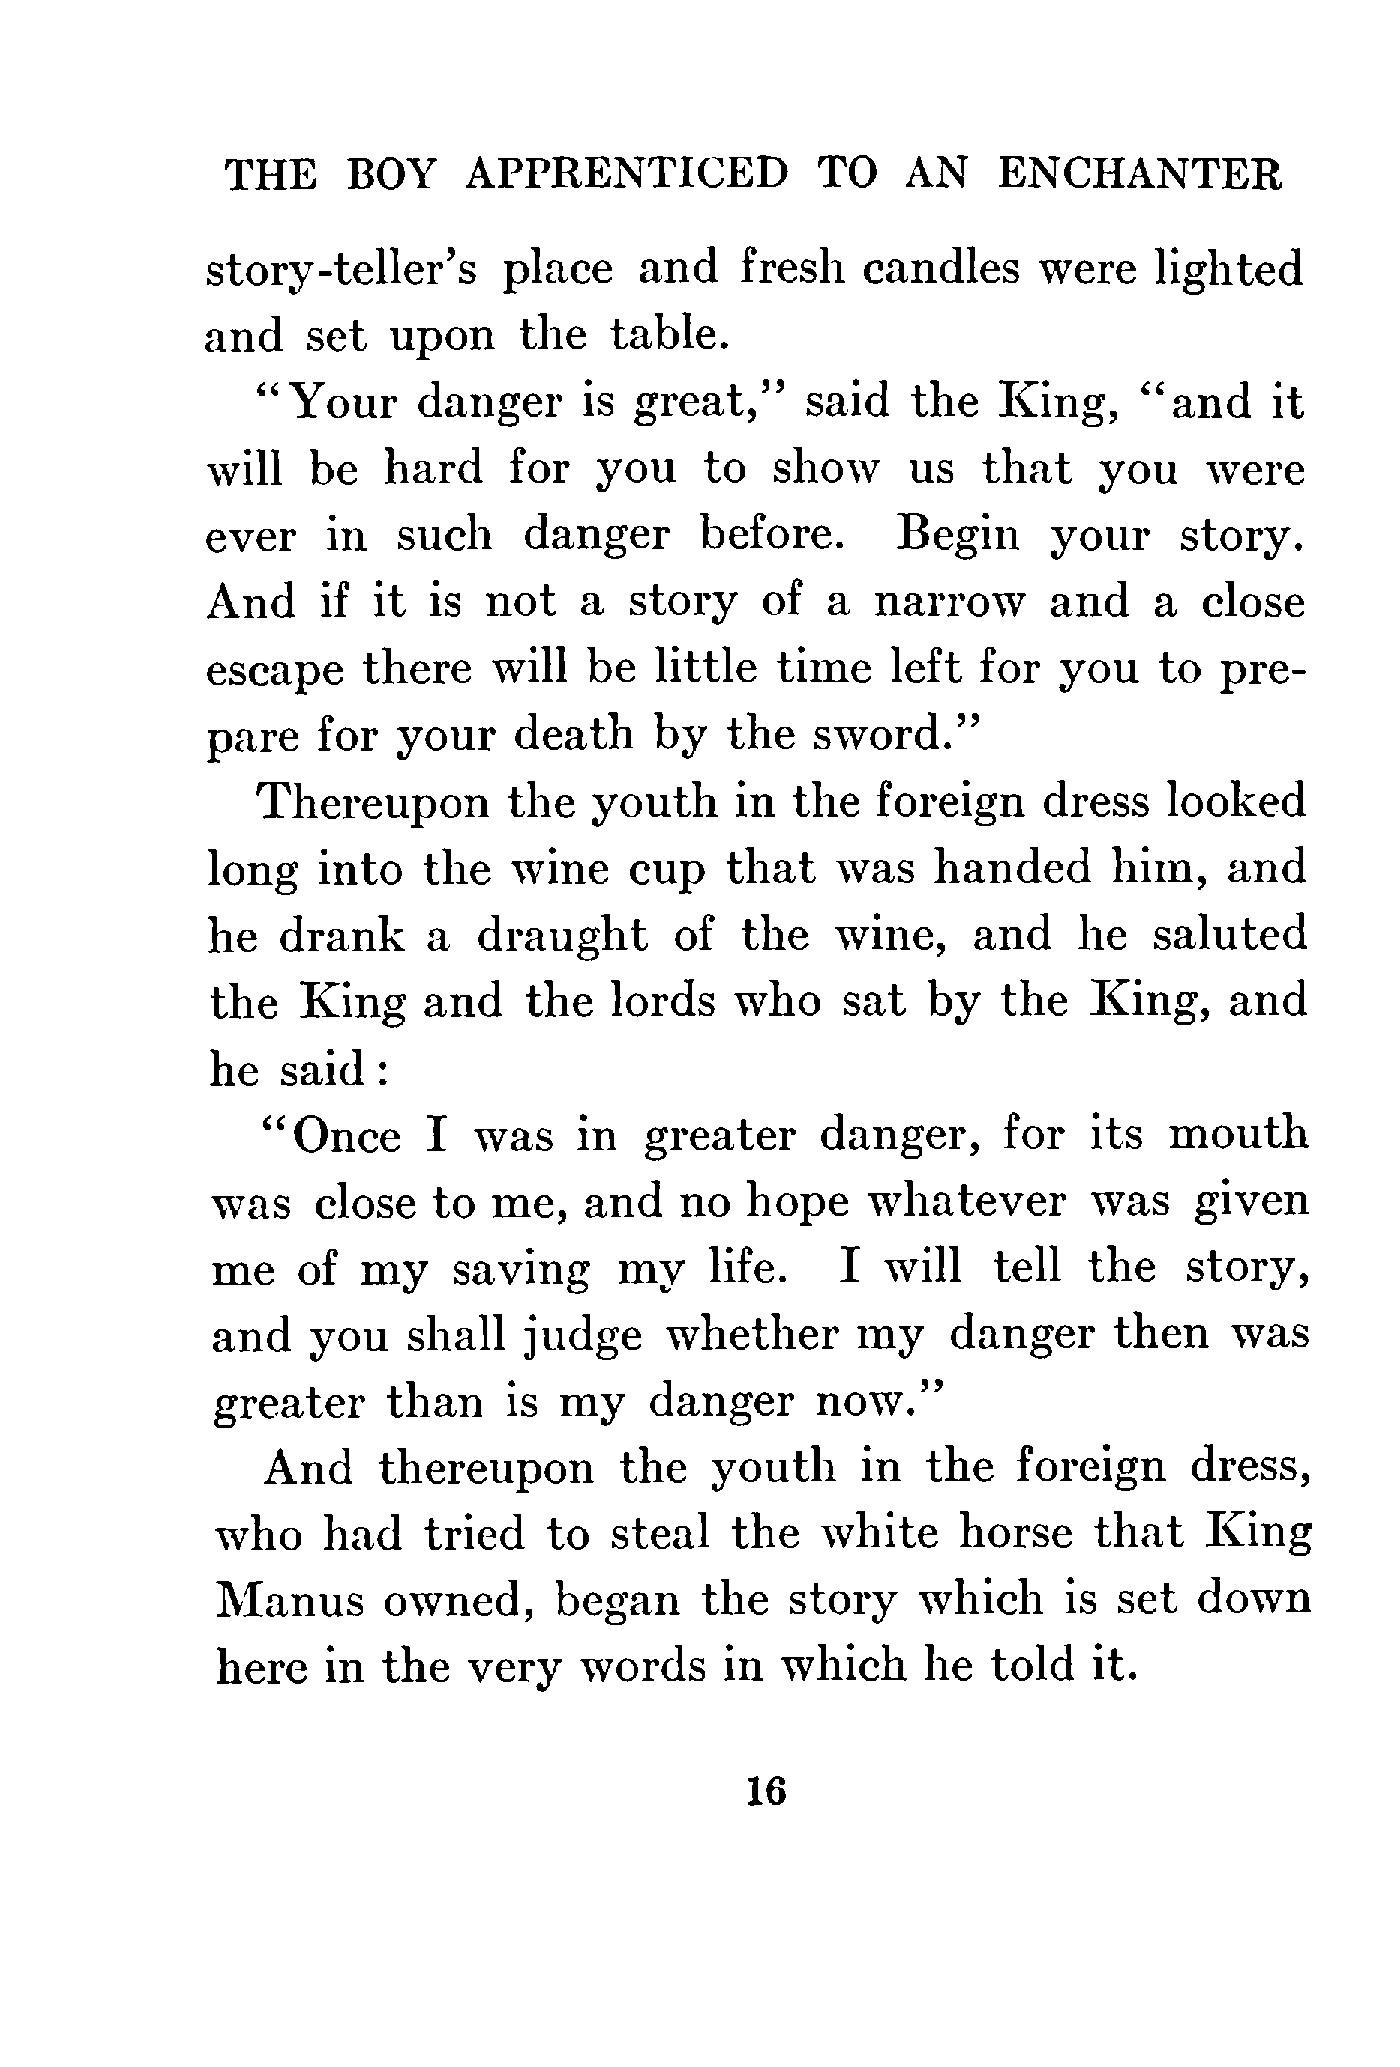 THE BOY APPRENTICED TO AN ENCHANTER
story-teller's place and fresh candles were lighted
and set upon the table.
"Your danger is great," said the King, "and it
will be hard for you to show us that you were
ever in such danger before. Begin your story.
And if it is not a story of a narrow and a close
escape there will be little time left for you to pre-
pare for your death by the sword."
Thereupon the youth in the foreign dress looked
long into the wine cup that was handed him, and
he drank a draught of the wine, and he saluted
the King and the lords who sat by the King, and
he said:
"Once I was in greater danger, for its mouth
was close to me, and no hope whatever was given
me of my saving my life. I will tell the story,
and you shall judge whether my danger then was
greater than is my danger now."
And thereupon the youth in the foreign dress,
who had tried to steal the white horse that King
Manus owned, began the story which is set down
here in the very words in which he told it.
16